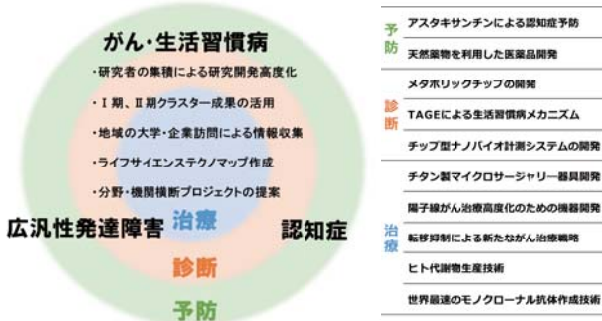 がん・生活習慣病
・研究者の集積による研究開発高度化
・Ⅰ期、Ⅱ期クラスター成果の活用
・地域の大学・企業訪問による情報収集
・ライフサイエンステクノマップ作成
・分野・機関横断プロジェクトの提案
広汎性発達障害 治療 認知症
診断
予防
予防
アスタキサンチンによる認知症予防
天然薬物を利用した医薬品開発
診断
メタボリックチップの開発
TAGEによる生活習慣病メカニズム
チップ型ナノバイオ計測システムの開発
治療
チタン製マイクロサージャリー器具開発
陽子線がん治療高度化のための機器開発
転移抑制による新たながん治療戦略
ヒト代謝物生産技術
世界最速のモノクローナル抗体作成技術